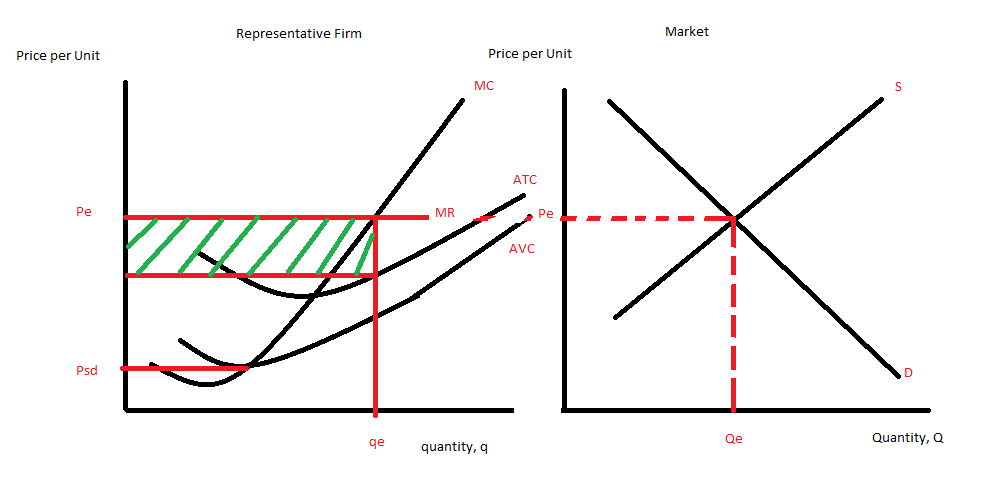 Representative Firm
Market
Price per Unit
Price per Unit
MC
S
ATC
Pe
MR
Pe
AVC
Psd
D
qe
quantity, q
Qe
Quantity, Q